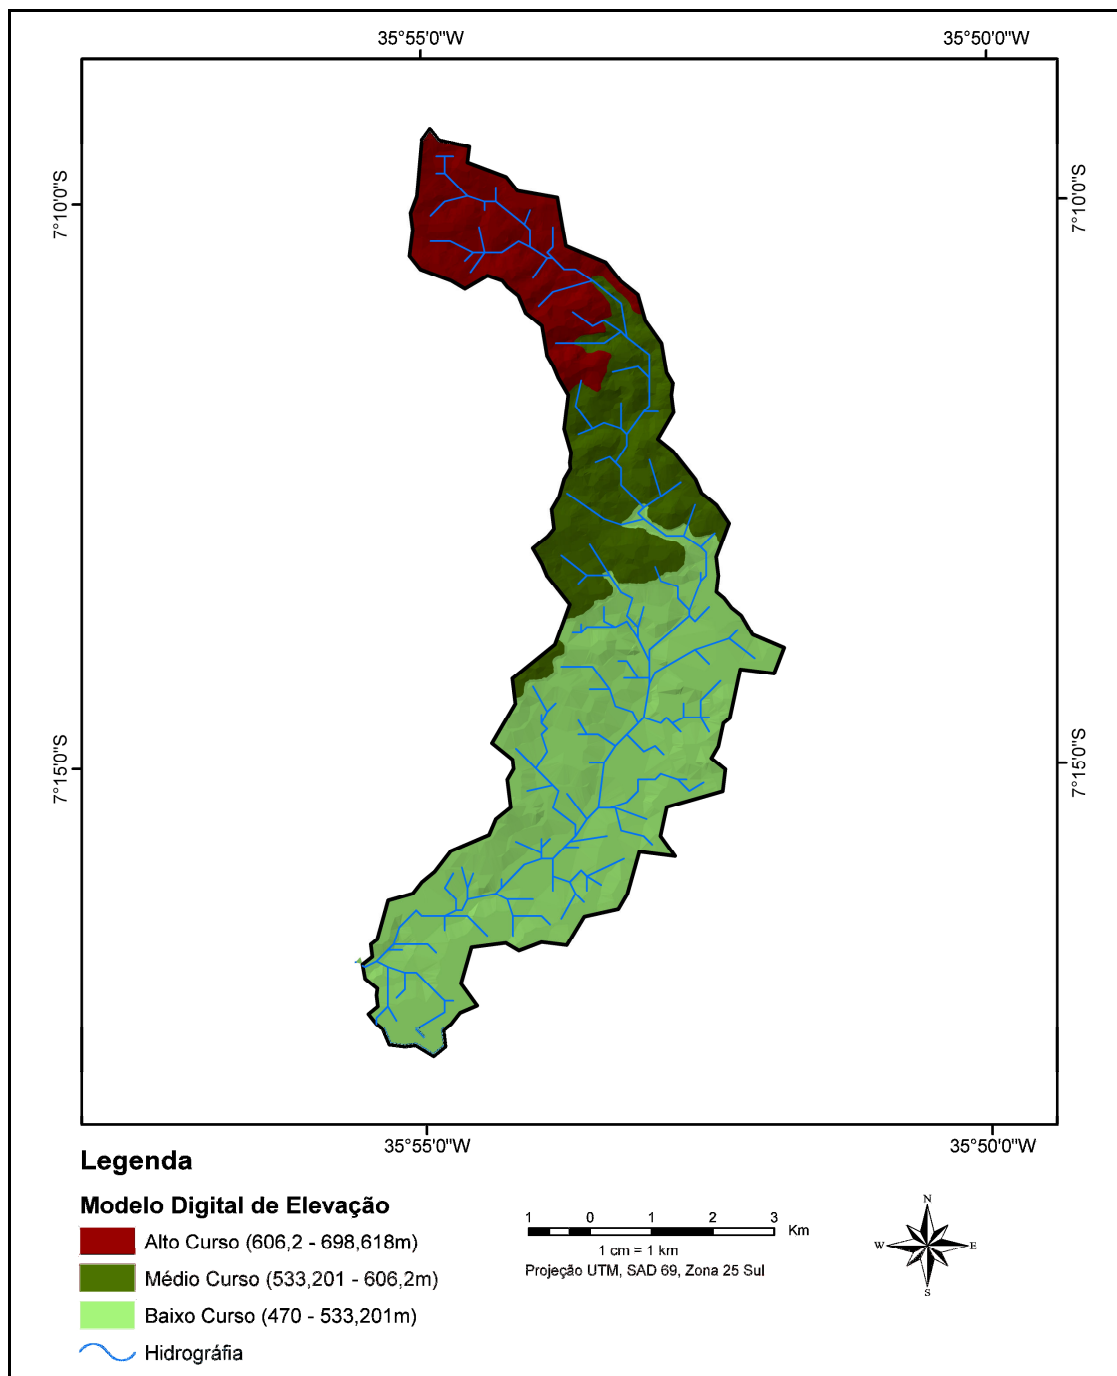 35°55'0"W
35°50'0"W
7°10'0"S
7°10'0"S
7°15'0"S
7°15'0"S
35°55'0"W
35°50'0"W
Legenda
Modelo Digital de Elevação
Alto Curso (606,2 - 698,618m)
Médio Curso (533,201 - 606,2m)
Baixo Curso (470 - 533,201m)
Hidrográfia
1 0 1 2 3
Km
1 cm = 1 km
Projeção UTM, SAD 69, Zona 25 Sul
N
W
E
S